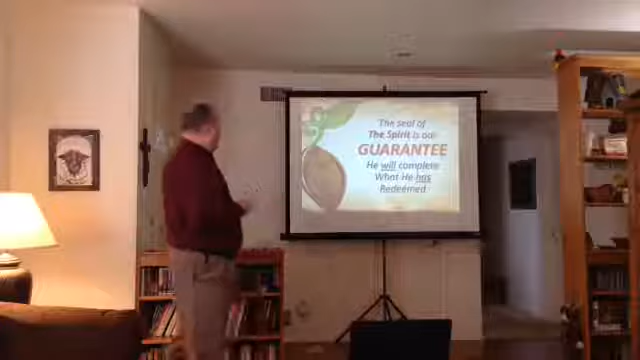 The seal of
The Spirit is our
GUARANTEE
He will complete
What He has
Redeemed